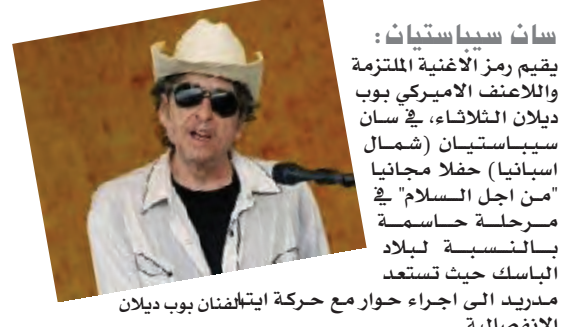 سان سيباستيان:
يقيم رمز الاغنية الملتزمة
واللاعنف الاميركي بوب
ديلان الثلاثاء، في سان
سيباستيان (شمال
اسبانيا) حفلا مجانيا
"من اجل السلام" في
مرحلة حاسمة
بالنسبة لبلاد
الباسك حيث تستعد
مدريد الى اجراء حوار مع حركة ايتا
الفنان بوب ديلان
الانفصالية